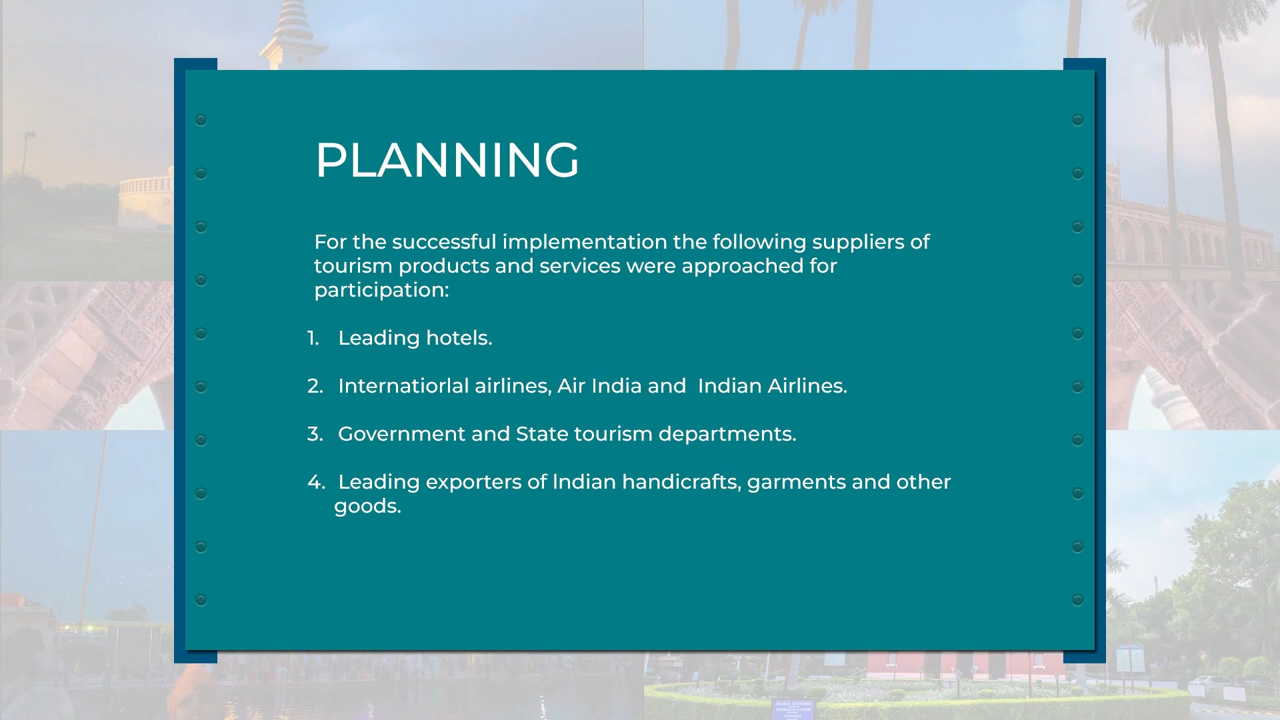 PLANNING
For the successful implementation the following suppliers of
tourism products and services were approached for
participation:
1. Leading hotels.
2. Internatiorlal airlines, Air India and  Indian Airlines.
3. Government and State tourism departments.
4. Leading exporters of lndian handicrafts, garments and other
goods.